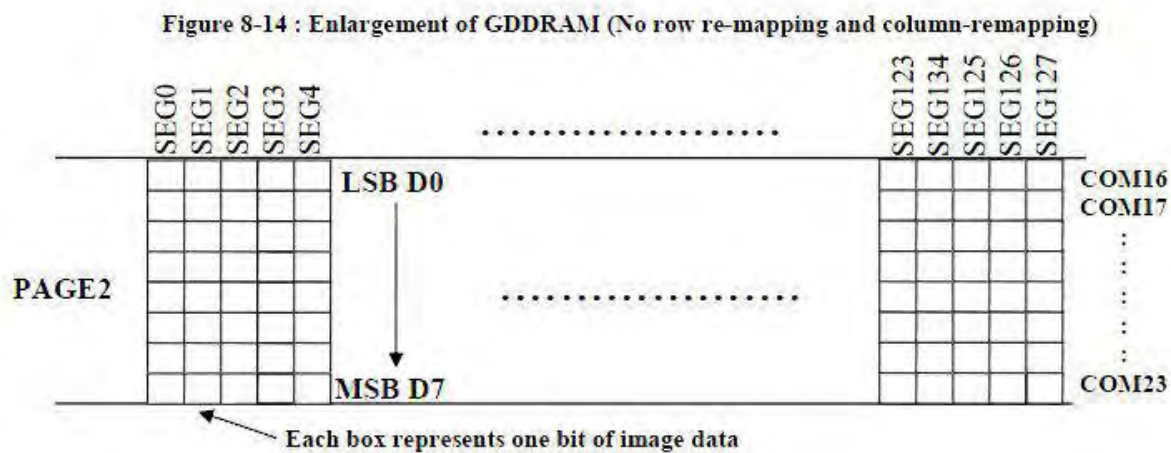 Figure 8-14 : Enlargement of GDDRAM (No row re-mapping and column-remapping)
SEG0
SEG1
SEG2
SEG3
SEG4
SEG123
SEG134
SEG125
SEG126
SEG127
LSB D0
COM16
COM17
PAGE2
MSB D7
COM23
Each box represents one bit of image data